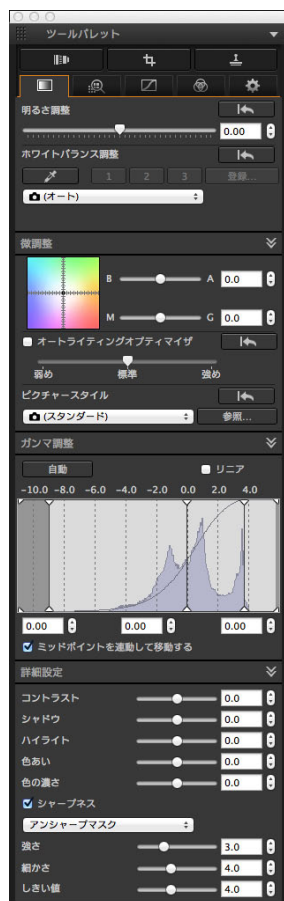 ツールパレット
明るさ調整
0.00
ホワイトバランス調整
1 2 3 登録...
(オート)
微調整
B A 0.0
M G 0.0
オートライティングオプティマイザ
弱め 標準 強め
ピクチャースタイル
(スタンダード) 参照...
ガンマ調整
自動 リニア
-10.0 -8.0 -6.0 -4.0 -2.0 0.0 2.0 4.0
0.00 0.00 0.00
ミッドポイントを連動して移動する
詳細設定
コントラスト 0.0
シャドウ 0.0
ハイライト 0.0
色あい 0.0
色の濃さ 0.0
シャープネス
アンシャープマスク
強さ 3.0
細かさ 4.0
しきい値 4.0